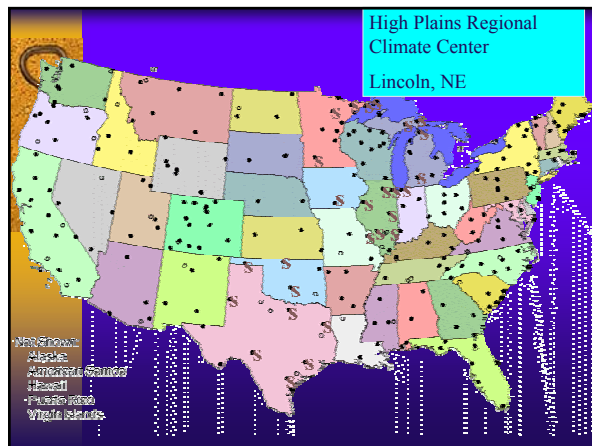 High Plains Regional
Climate Center
Lincoln, NE
Not Shown:
Alaska
American Samoa
Hawaii
Puerto Rico
Virgin Islands